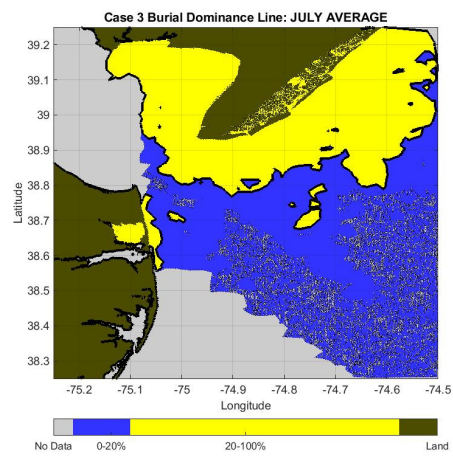 Case 3 Burial Dominance Line: JULY AVERAGE
39.2
39.1
39
38.9
38.8
38.7
38.6
38.5
38.4
38.3
Latitude
-75.2 -75.1 -75 -74.9 -74.8 -74.7 -74.6 -74.5
Longitude
No Data 0-20% 20-100% Land